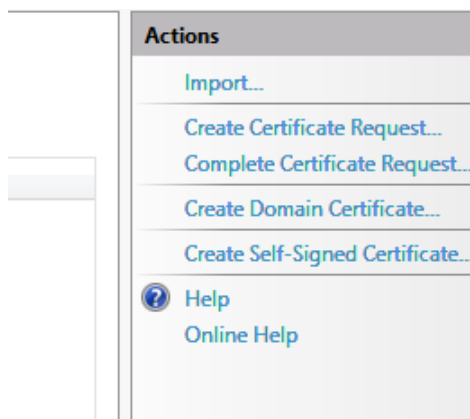 Actions
Import...
Create Certificate Request...
Complete Certificate Request...
Create Domain Certificate...
Create Self-Signed Certificate...
Help
Online Help